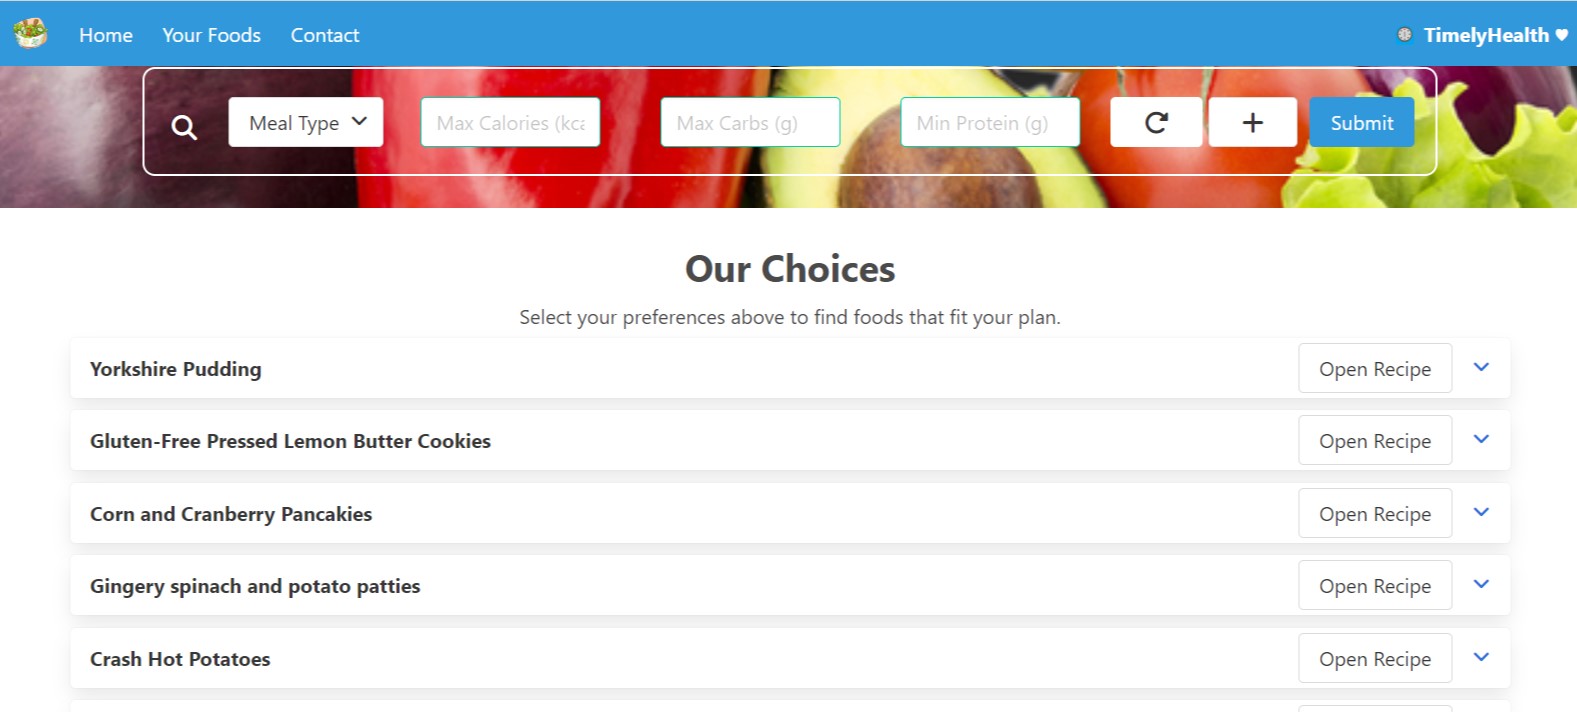 Home Your Foods Contact TimelyHealth ♥
Meal Type Max Calories (kca Max Carbs (g) Min Protein (g) Submit
Our Choices
Select your preferences above to find foods that fit your plan.
Yorkshire Pudding Open Recipe
Gluten-Free Pressed Lemon Butter Cookies Open Recipe
Corn and Cranberry Pancakies Open Recipe
Gingery spinach and potato patties Open Recipe
Crash Hot Potatoes Open Recipe